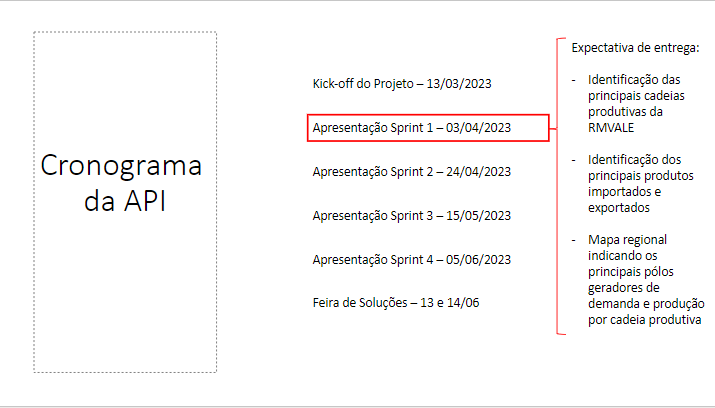 Cronograma
da API
Kick-off do Projeto – 13/03/2023
Apresentação Sprint 1 – 03/04/2023
Apresentação Sprint 2 – 24/04/2023
Apresentação Sprint 3 – 15/05/2023
Apresentação Sprint 4 – 05/06/2023
Feira de Soluções – 13 e 14/06
Expectativa de entrega:
- Identificação das
principais cadeias
produtivas da
RMVALE
- Identificação dos
principais produtos
importados e
exportados
- Mapa regional
indicando os
principais pólos
geradores de
demanda e produção
por cadeia produtiva